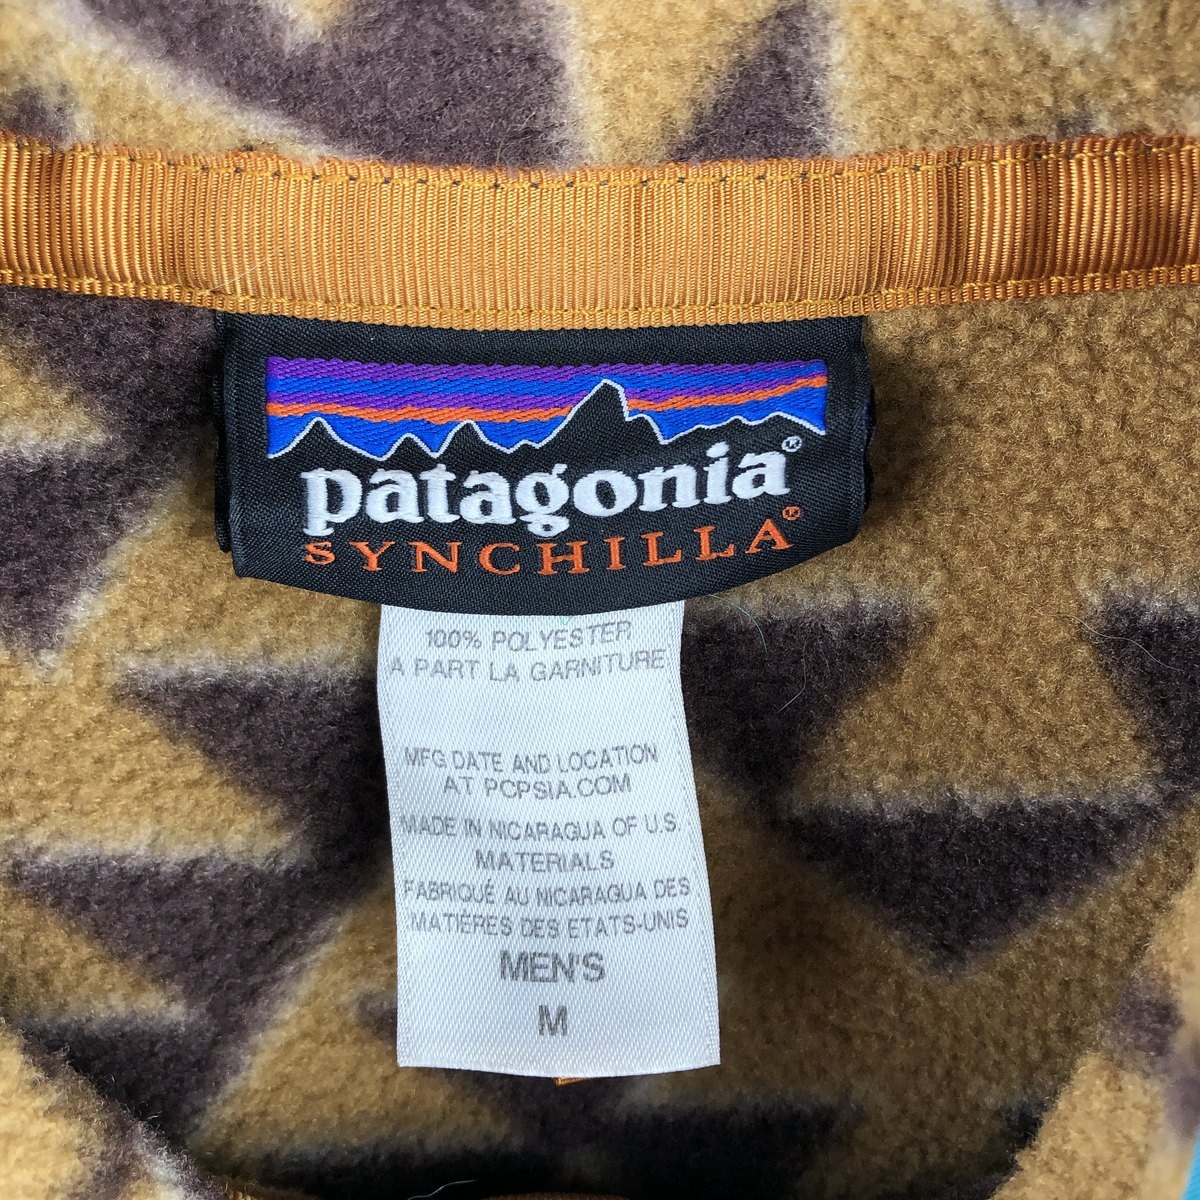 patagonia®
SYNCHILLA®
100% POLYESTER
A PART LA GARNITURE
MFG DATE AND LOCATION
AT PCPSIA.COM
MADE IN NICARAGUA OF U.S.
MATERIALS
FABRIQUÉ AU NICARAGUA DES
MATIÈRES DES ETATS-UNIS
MEN'S
M